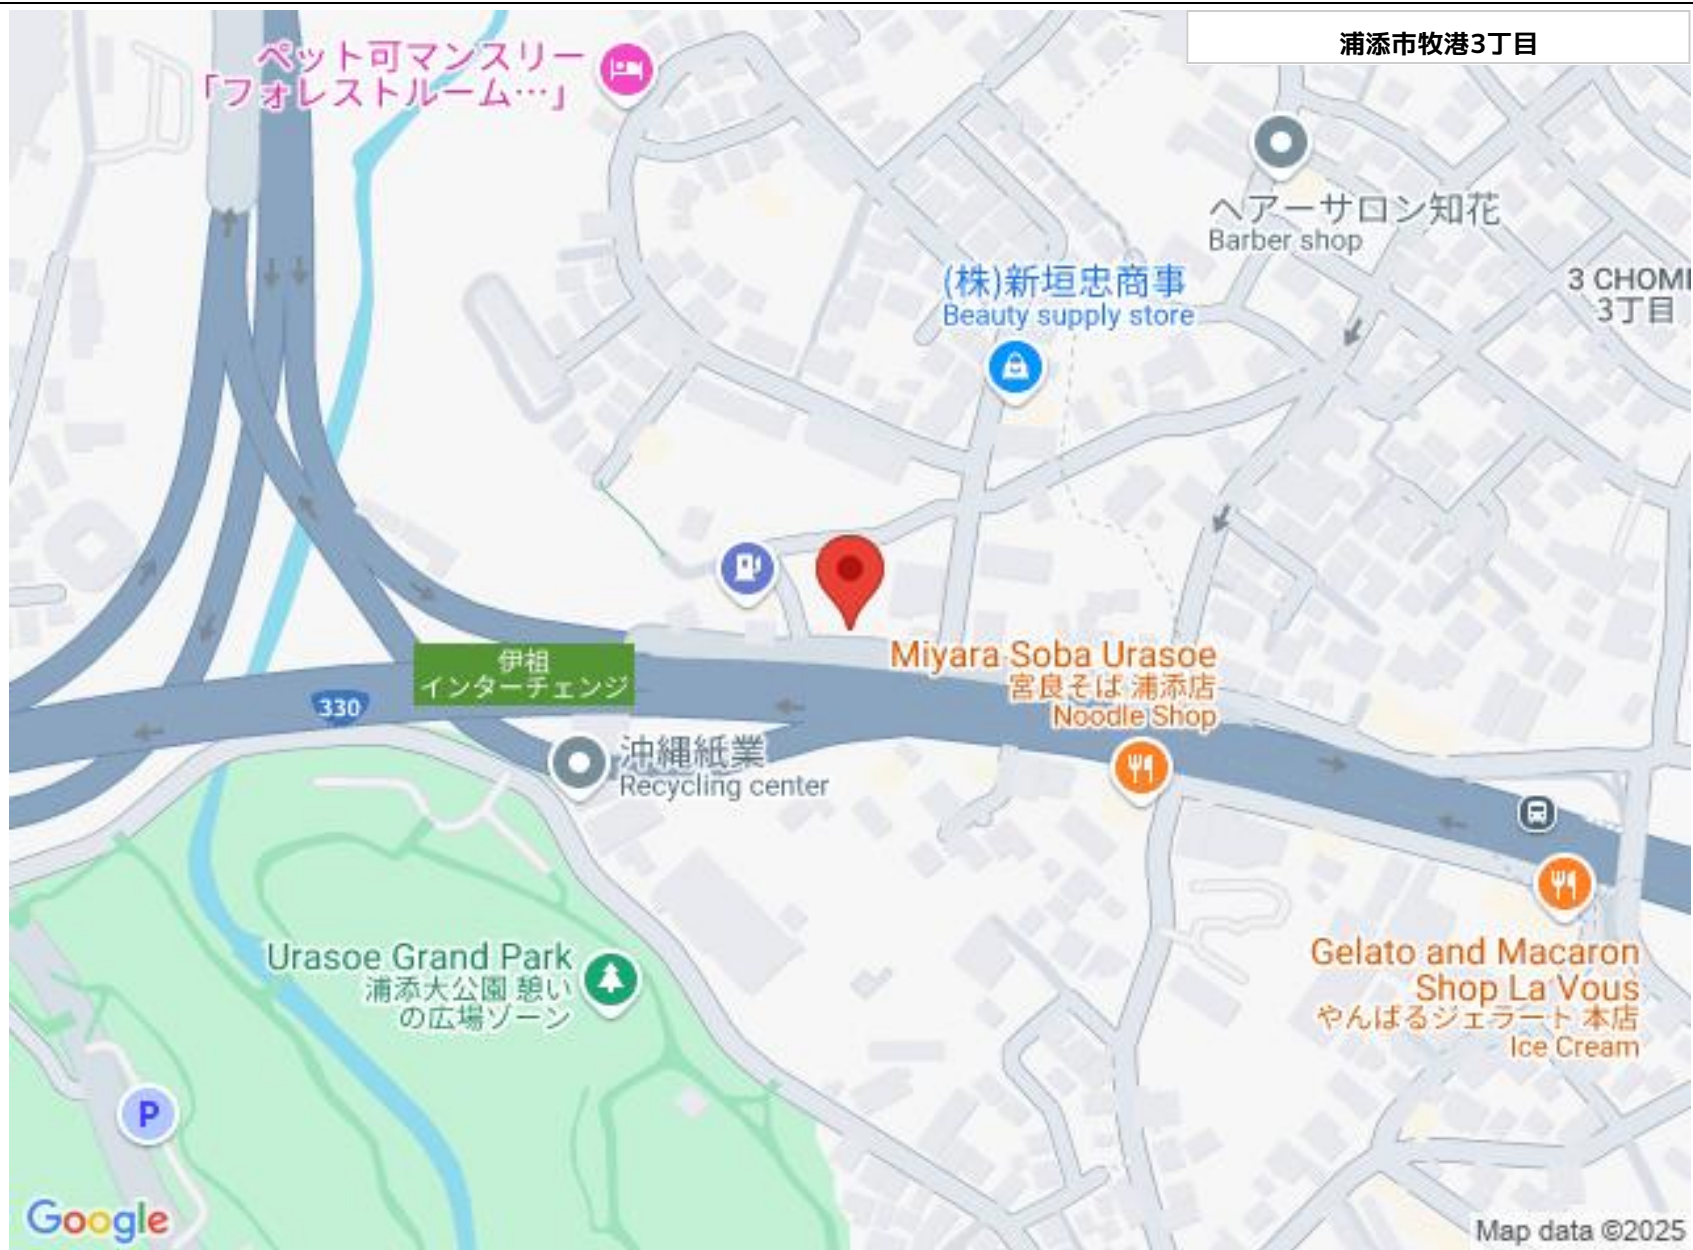 浦添市牧港3丁目
ペット可マンスリー
「フォレストルーム…」
ヘアーサロン知花
Barber shop
(株)新垣忠商事
Beauty supply store
3 CHOM
3丁目
Miyara Soba Urasoe
宮良そば 浦添店
Noodle Shop
伊祖
インターチェンジ
330
沖縄紙業
Recycling center
Urasoe Grand Park
浦添大公園 憩い
の広場ゾーン
Gelato and Macaron
Shop La Vous
やんばるジェラート 本店
Ice Cream
P
Google
Map data ©2025